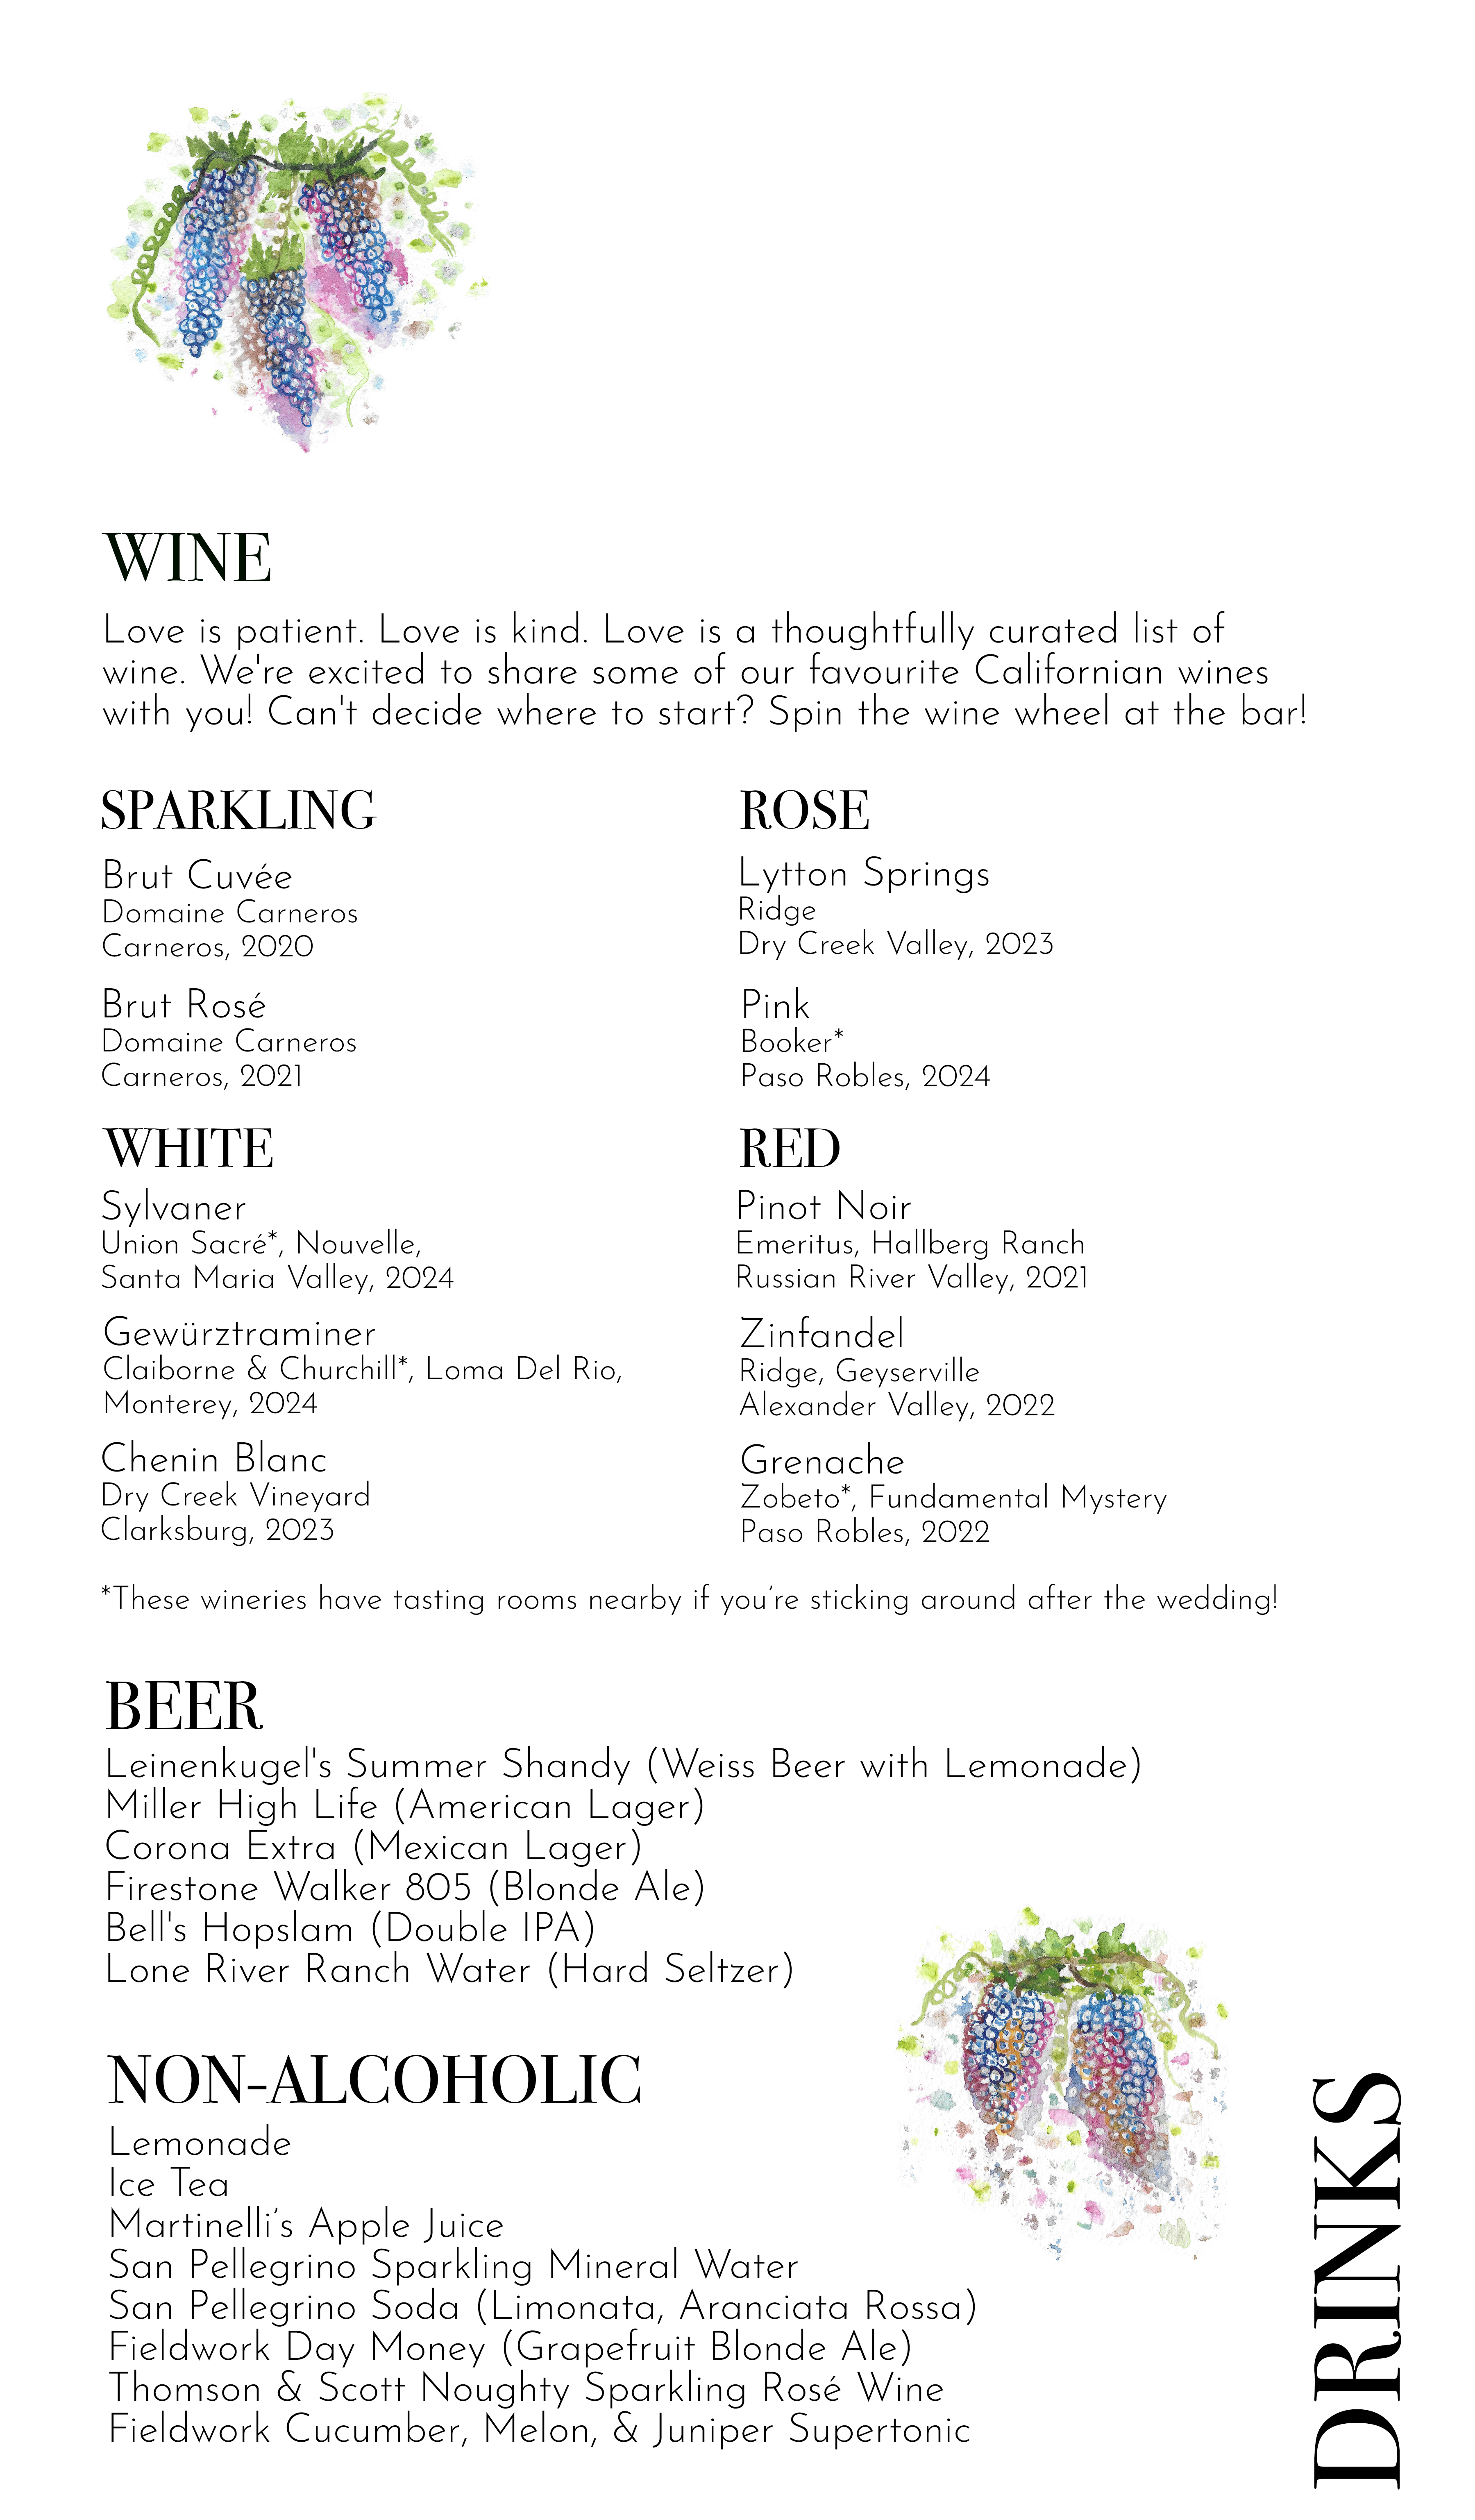 WINE
Love is patient. Love is kind. Love is a thoughtfully curated list of
wine. We're excited to share some of our favourite Californian wines
with you! Can't decide where to start? Spin the wine wheel at the bar!
SPARKLING
Brut Cuvée
Domaine Carneros
Carneros, 2020
Brut Rosé
Domaine Carneros
Carneros, 2021
ROSE
Lytton Springs
Ridge
Dry Creek Valley, 2023
Pink
Booker*
Paso Robles, 2024
WHITE
Sylvaner
Union Sacré*, Nouvelle,
Santa Maria Valley, 2024
Gewürztraminer
Claiborne & Churchill*, Loma Del Rio,
Monterey, 2024
Chenin Blanc
Dry Creek Vineyard
Clarksburg, 2023
RED
Pinot Noir
Emeritus, Hallberg Ranch
Russian River Valley, 2021
Zinfandel
Ridge, Geyserville
Alexander Valley, 2022
Grenache
Zobeto*, Fundamental Mystery
Paso Robles, 2022
*These wineries have tasting rooms nearby if you’re sticking around after the wedding!
BEER
Leinenkugel's Summer Shandy (Weiss Beer with Lemonade)
Miller High Life (American Lager)
Corona Extra (Mexican Lager)
Firestone Walker 805 (Blonde Ale)
Bell's Hopslam (Double IPA)
Lone River Ranch Water (Hard Seltzer)
NON-ALCOHOLIC
Lemonade
Ice Tea
Martinelli’s Apple Juice
San Pellegrino Sparkling Mineral Water
San Pellegrino Soda (Limonata, Aranciata Rossa)
Fieldwork Day Money (Grapefruit Blonde Ale)
Thomson & Scott Noughty Sparkling Rosé Wine
Fieldwork Cucumber, Melon, & Juniper Supertonic
DRINKS